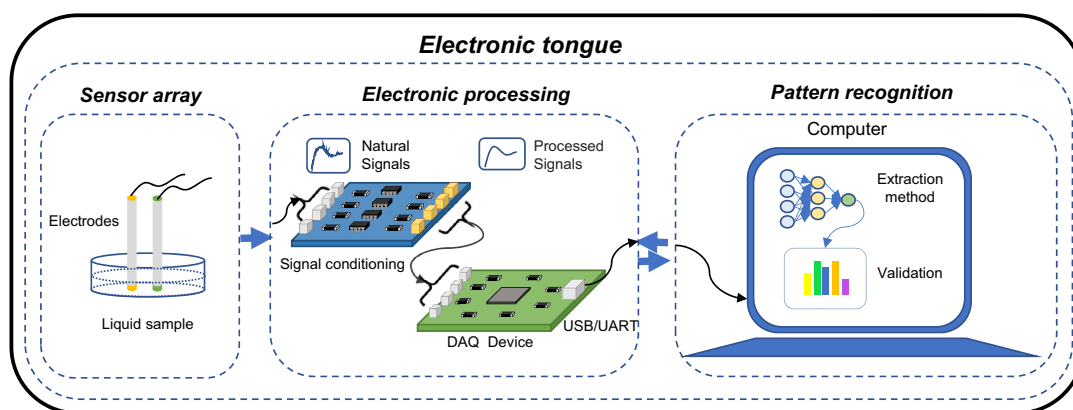 Electronic tongue
Sensor array
Electrodes
Liquid sample
Electronic processing
Natural
Signals
Processed
Signals
Signal conditioning
DAQ Device
USB/UART
Pattern recognition
Computer
Extraction
method
Validation